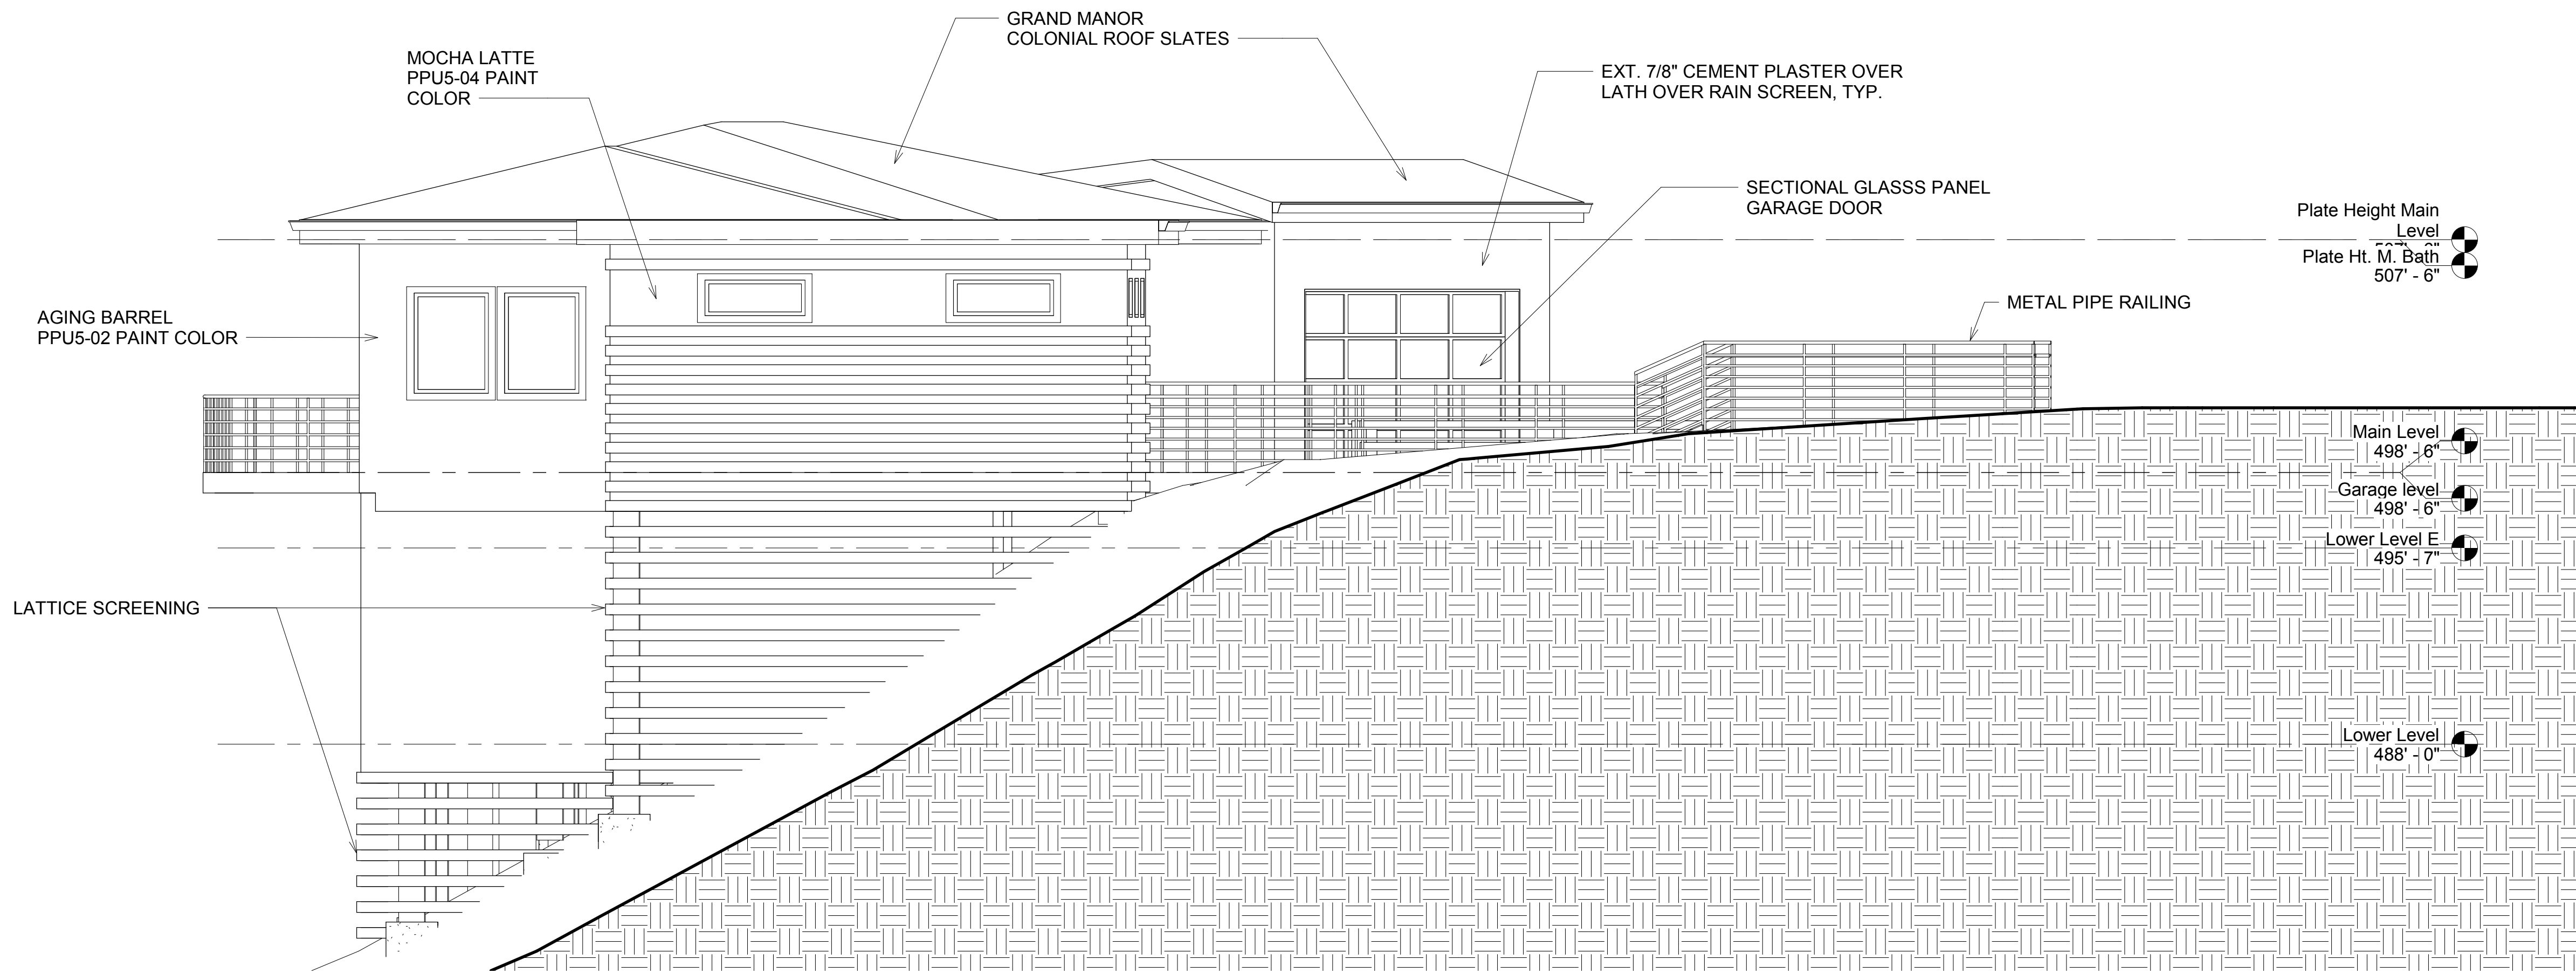 GRAND MANOR
COLONIAL ROOF SLATES
MOCHA LATTE
PPU5-04 PAINT
COLOR
EXT. 7/8" CEMENT PLASTER OVER
LATH OVER RAIN SCREEN, TYP.
SECTIONAL GLASSS PANEL
GARAGE DOOR
Plate Height Main
Level
Plate Ht. M. Bath
507' - 6"
METAL PIPE RAILING
AGING BARREL
PPU5-02 PAINT COLOR
Main Level
498' - 6"
Garage level
498' - 6"
Lower Level E
495' - 7"
LATTICE SCREENING
Lower Level
488' - 0"